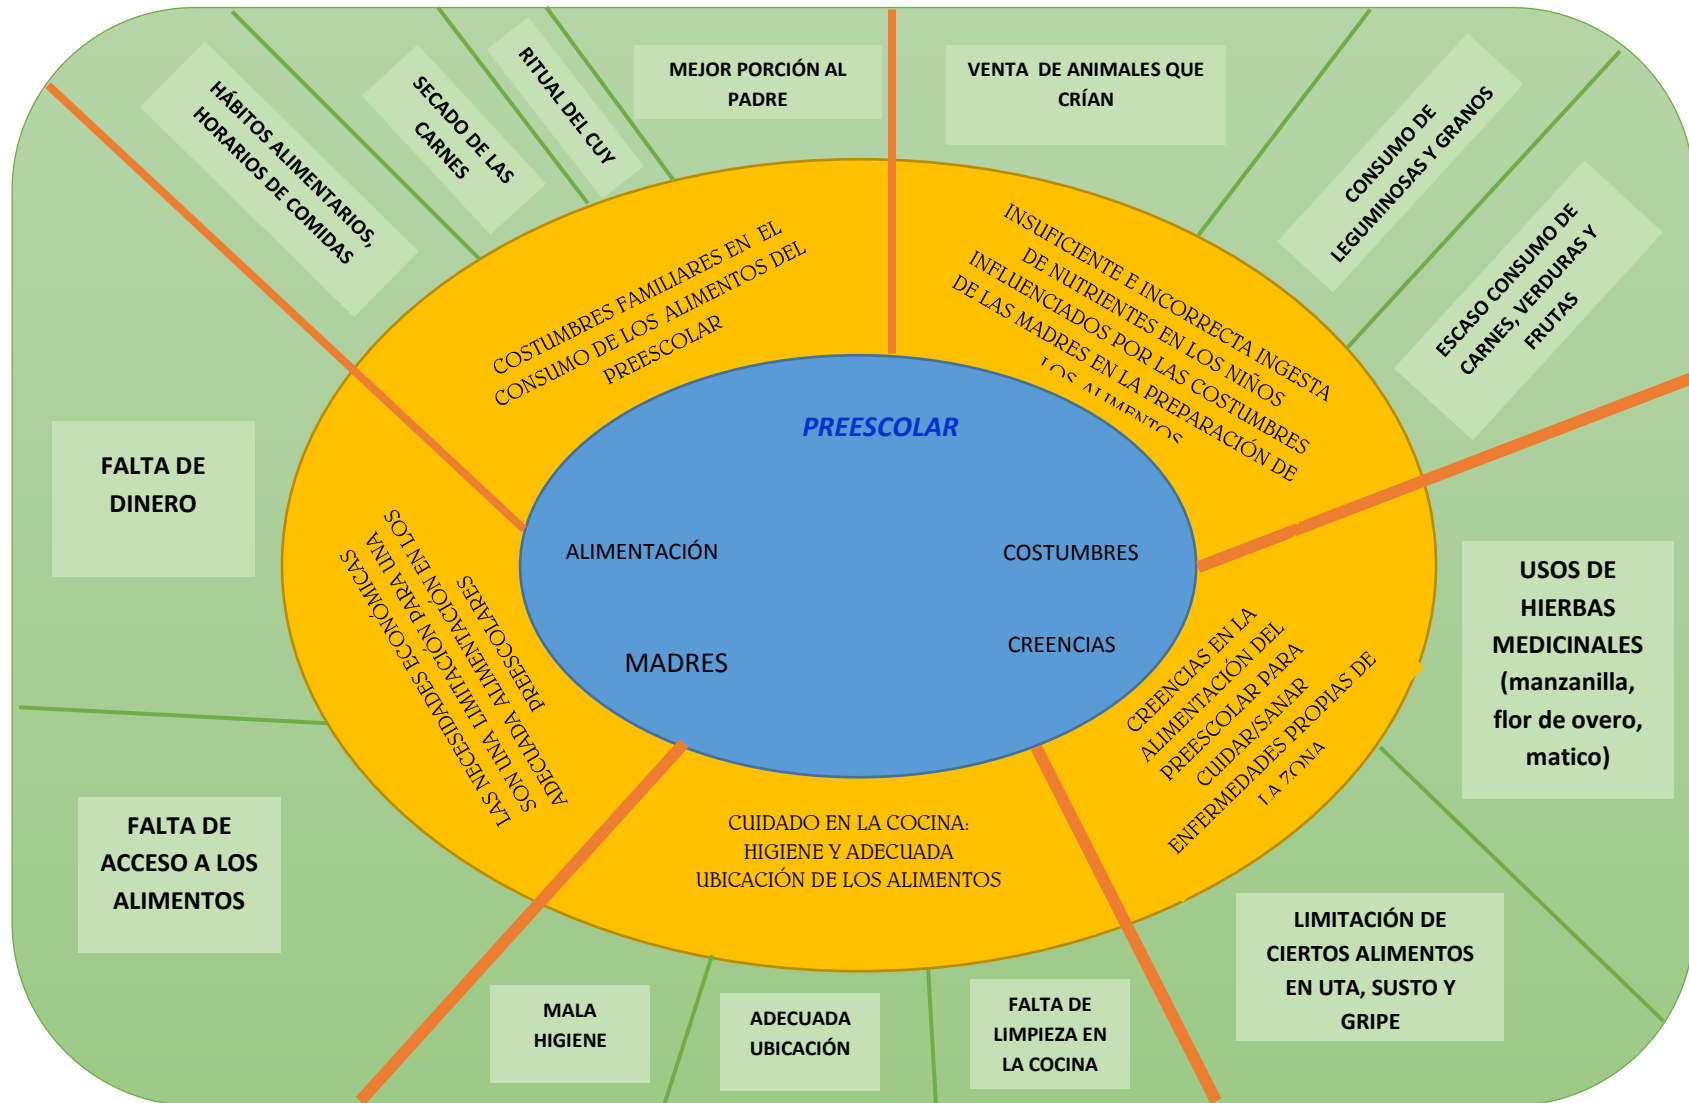 HÁBITOS ALIMENTARIOS,
HORARIOS DE COMIDAS
SECADO DE LAS
CARNES
RITUAL DEL CUY
MEJOR PORCIÓN AL
PADRE
VENTA DE ANIMALES QUE
CRÍAN
CONSUMO DE
LEGUMINOSAS Y GRANOS
ESCASO CONSUMO DE
CARNES, VERDURAS Y
FRUTAS
COSTUMBRES FAMILIARES EN EL
CONSUMO DE LOS ALIMENTOS DEL
PREESCOLAR
INSUFICIENTE E INCORRECTA INGESTA
DE NUTRIENTES EN LOS NIÑOS
INFLUENCIADOS POR LAS COSTUMBRES
DE LAS MADRES EN LA PREPARACIÓN DE
LOS ALIMENTOS
PREESCOLAR
ALIMENTACIÓN
COSTUMBRES
MADRES
CREENCIAS
FALTA DE
DINERO
FALTA DE
ACCESO A LOS
ALIMENTOS
LAS NECESIDADES ECONÓMICAS
SON UNA LIMITACIÓN PARA UNA
ADECUADA ALIMENTACIÓN EN LOS
PREESCOLARES
CREENCIAS EN LA
ALIMENTACIÓN DEL
PREESCOLAR PARA
CUIDAR/SANAR
ENFERMEDADES PROPIAS DE
LA ZONA
USOS DE
HIERBAS
MEDICINALES
(manzanilla,
flor de overo,
matico)
CUIDADO EN LA COCINA:
HIGIENE Y ADECUADA
UBICACIÓN DE LOS ALIMENTOS
LIMITACIÓN DE
CIERTOS ALIMENTOS
EN UTA, SUSTO Y
GRIPE
MALA
HIGIENE
ADECUADA
UBICACIÓN
FALTA DE
LIMPIEZA EN
LA COCINA